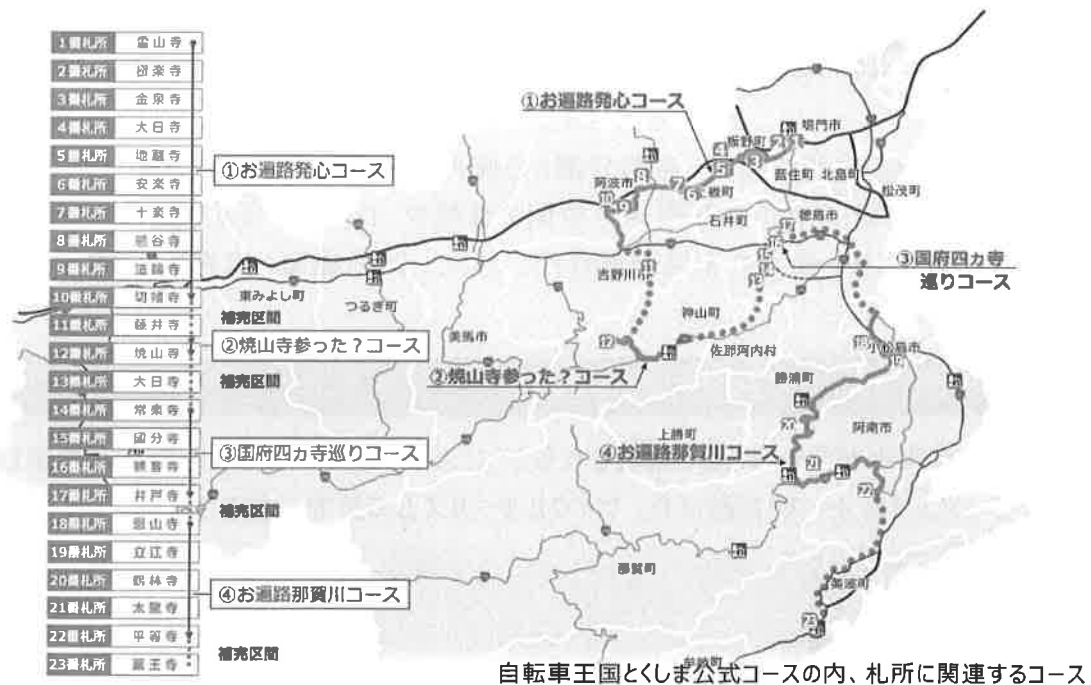 1番札所 霊山寺
2番札所 極楽寺
3番札所 金泉寺
4番札所 大日寺
5番札所 地蔵寺
6番札所 安楽寺
7番札所 十楽寺
8番札所 熊谷寺
9番札所 法輪寺
10番札所 切幡寺
11番札所 藤井寺
12番札所 焼山寺
13番札所 大日寺
14番札所 常楽寺
15番札所 國分寺
16番札所 観音寺
17番札所 井戸寺
18番札所 恩山寺
19番札所 立江寺
20番札所 鶴林寺
21番札所 太龍寺
22番札所 平等寺
23番札所 薬王寺
①お遍路発心コース
補完区間
②焼山寺参った？コース
補完区間
③国府四ヵ寺巡りコース
補完区間
④お遍路那賀川コース
補完区間
①お遍路発心コース
鳴門市
板野町
藍住町
北島町
松茂町
上板町
阿波市
石井町
徳島市
③国府四ヵ寺
巡りコース
吉野川市
東みよし町
つるぎ町
美馬市
神山町
佐那河内村
②焼山寺参った？コース
小松島市
勝浦町
上勝町
阿南市
④お遍路那賀川コース
那賀町
美波町
牟岐町
自転車王国とくしま公式コースの内、札所に関連するコース